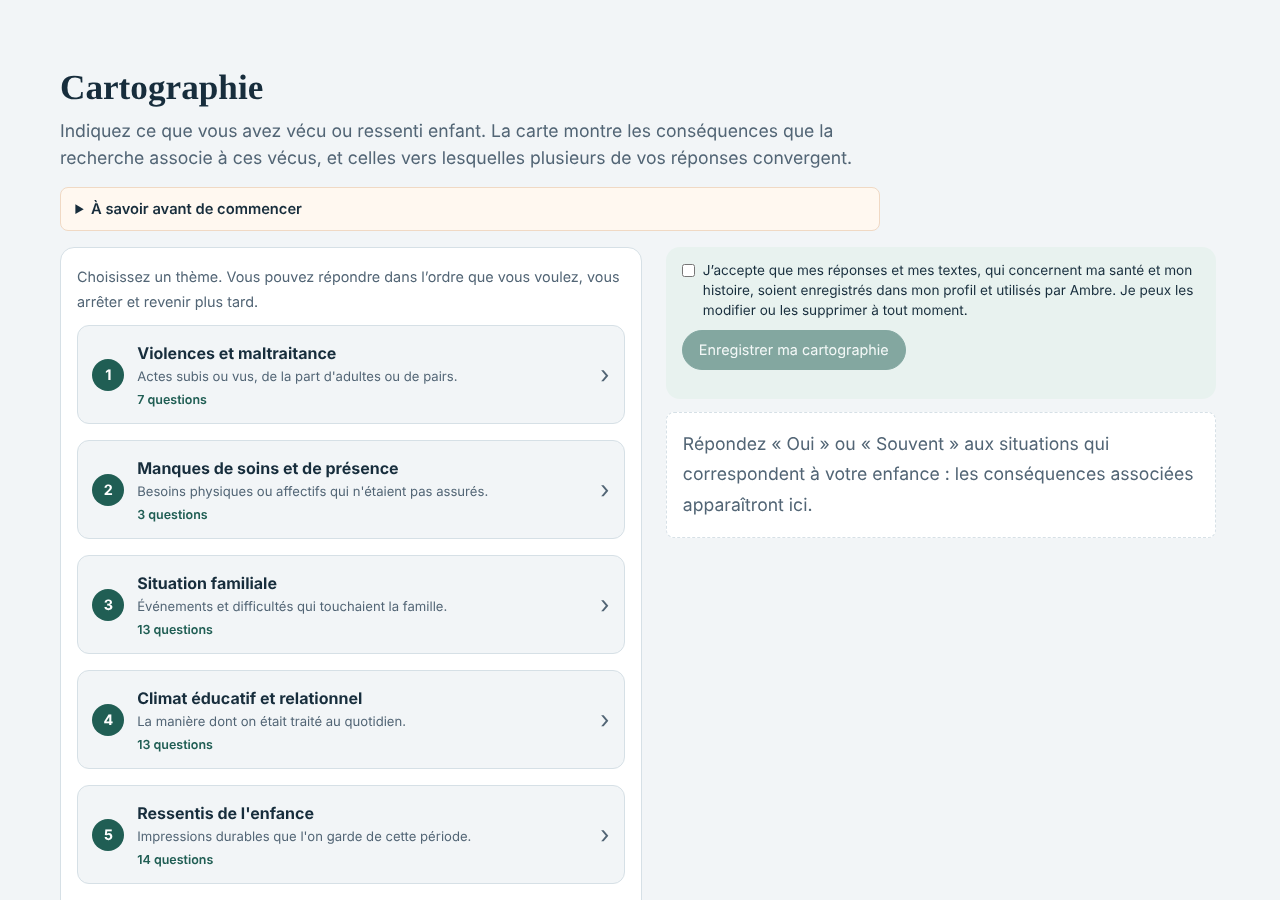 Cartographie
Indiquez ce que vous avez vécu ou ressenti enfant. La carte montre les conséquences que la
recherche associe à ces vécus, et celles vers lesquelles plusieurs de vos réponses convergent.
À savoir avant de commencer
Choisissez un thème. Vous pouvez répondre dans l’ordre que vous voulez, vous
arrêter et revenir plus tard.
1
Violences et maltraitance
Actes subis ou vus, de la part d'adultes ou de pairs.
7 questions
2
Manques de soins et de présence
Besoins physiques ou affectifs qui n'étaient pas assurés.
3 questions
3
Situation familiale
Événements et difficultés qui touchaient la famille.
13 questions
4
Climat éducatif et relationnel
La manière dont on était traité au quotidien.
13 questions
5
Ressentis de l'enfance
Impressions durables que l'on garde de cette période.
14 questions
J’accepte que mes réponses et mes textes, qui concernent ma santé et mon
histoire, soient enregistrés dans mon profil et utilisés par Ambre. Je peux les
modifier ou les supprimer à tout moment.
Enregistrer ma cartographie
Répondez « Oui » ou « Souvent » aux situations qui
correspondent à votre enfance : les conséquences associées
apparaîtront ici.